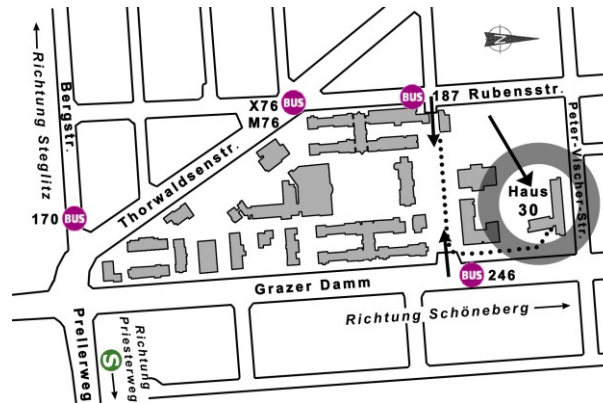 N
Richtung Steglitz
Bergstr.
X76 BUS
M76
BUS
187 Rubensstr.
Peter-Vischer-Str.
Thorwaldsenstr.
Haus
30
170 BUS
BUS 246
Grazer Damm
Richtung Schöneberg
Prellerweg
S
Richtung
Priesterweg